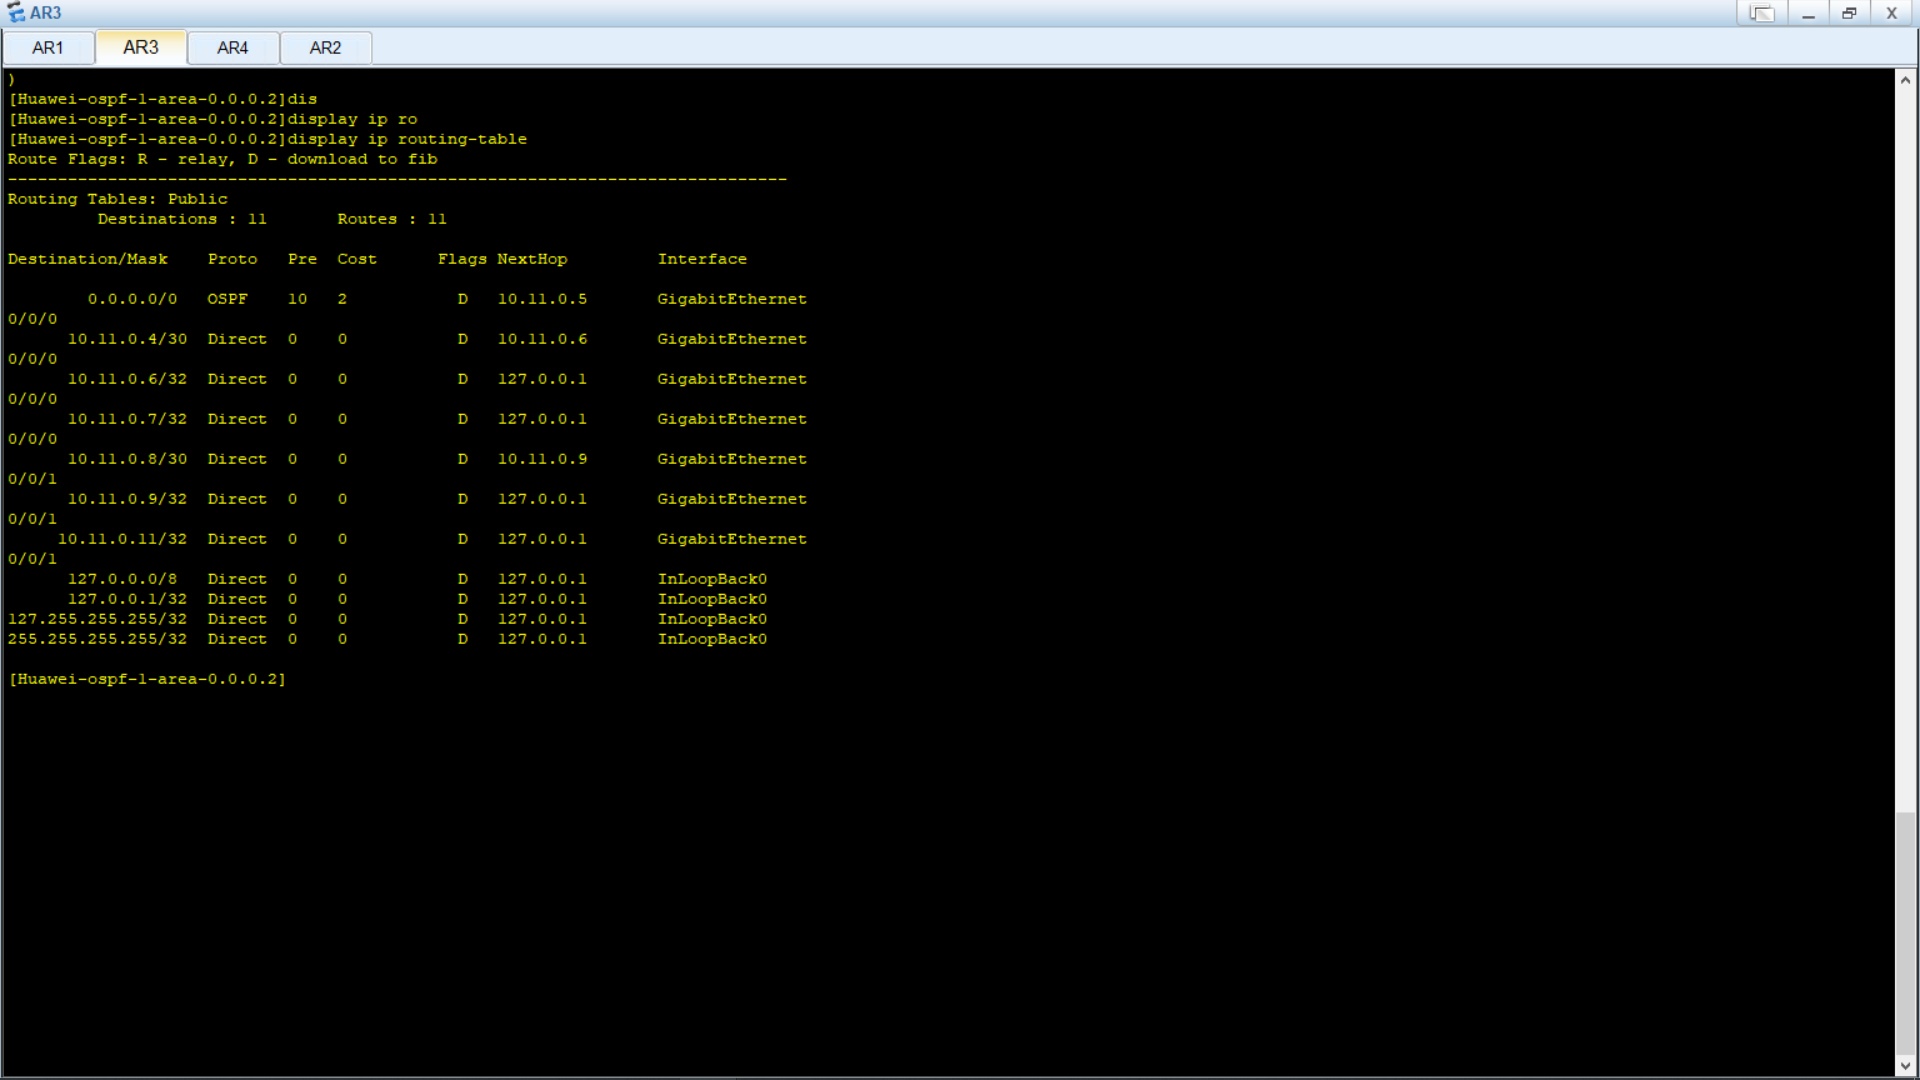 AR3
AR1 AR3 AR4 AR2
)
[Huawei-ospf-1-area-0.0.0.2]dis
[Huawei-ospf-1-area-0.0.0.2]display ip ro
[Huawei-ospf-1-area-0.0.0.2]display ip routing-table
Route Flags: R - relay, D - download to fib
------------------------------------------------------------------------------
Routing Tables: Public
Destinations : 11 Routes : 11
Destination/Mask Proto Pre Cost Flags NextHop Interface
0.0.0.0/0 OSPF 10 2 D 10.11.0.5 GigabitEthernet
0/0/0
10.11.0.4/30 Direct 0 0 D 10.11.0.6 GigabitEthernet
0/0/0
10.11.0.6/32 Direct 0 0 D 127.0.0.1 GigabitEthernet
0/0/0
10.11.0.7/32 Direct 0 0 D 127.0.0.1 GigabitEthernet
0/0/0
10.11.0.8/30 Direct 0 0 D 10.11.0.9 GigabitEthernet
0/0/1
10.11.0.9/32 Direct 0 0 D 127.0.0.1 GigabitEthernet
0/0/1
10.11.0.11/32 Direct 0 0 D 127.0.0.1 GigabitEthernet
0/0/1
127.0.0.0/8 Direct 0 0 D 127.0.0.1 InLoopBack0
127.0.0.1/32 Direct 0 0 D 127.0.0.1 InLoopBack0
127.255.255.255/32 Direct 0 0 D 127.0.0.1 InLoopBack0
255.255.255.255/32 Direct 0 0 D 127.0.0.1 InLoopBack0
[Huawei-ospf-1-area-0.0.0.2]